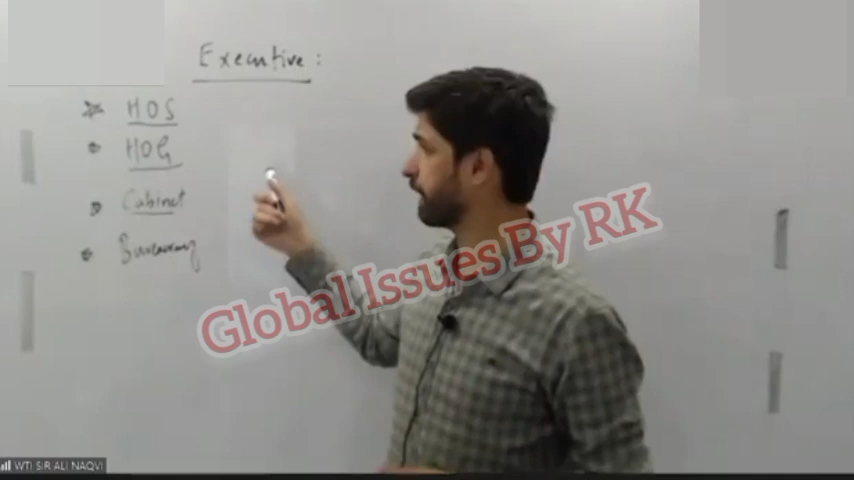 Executive :
HOS
HOG
Cabinet
Bureaucracy
Global Issues By RK
WTI SIR ALI NAQVI